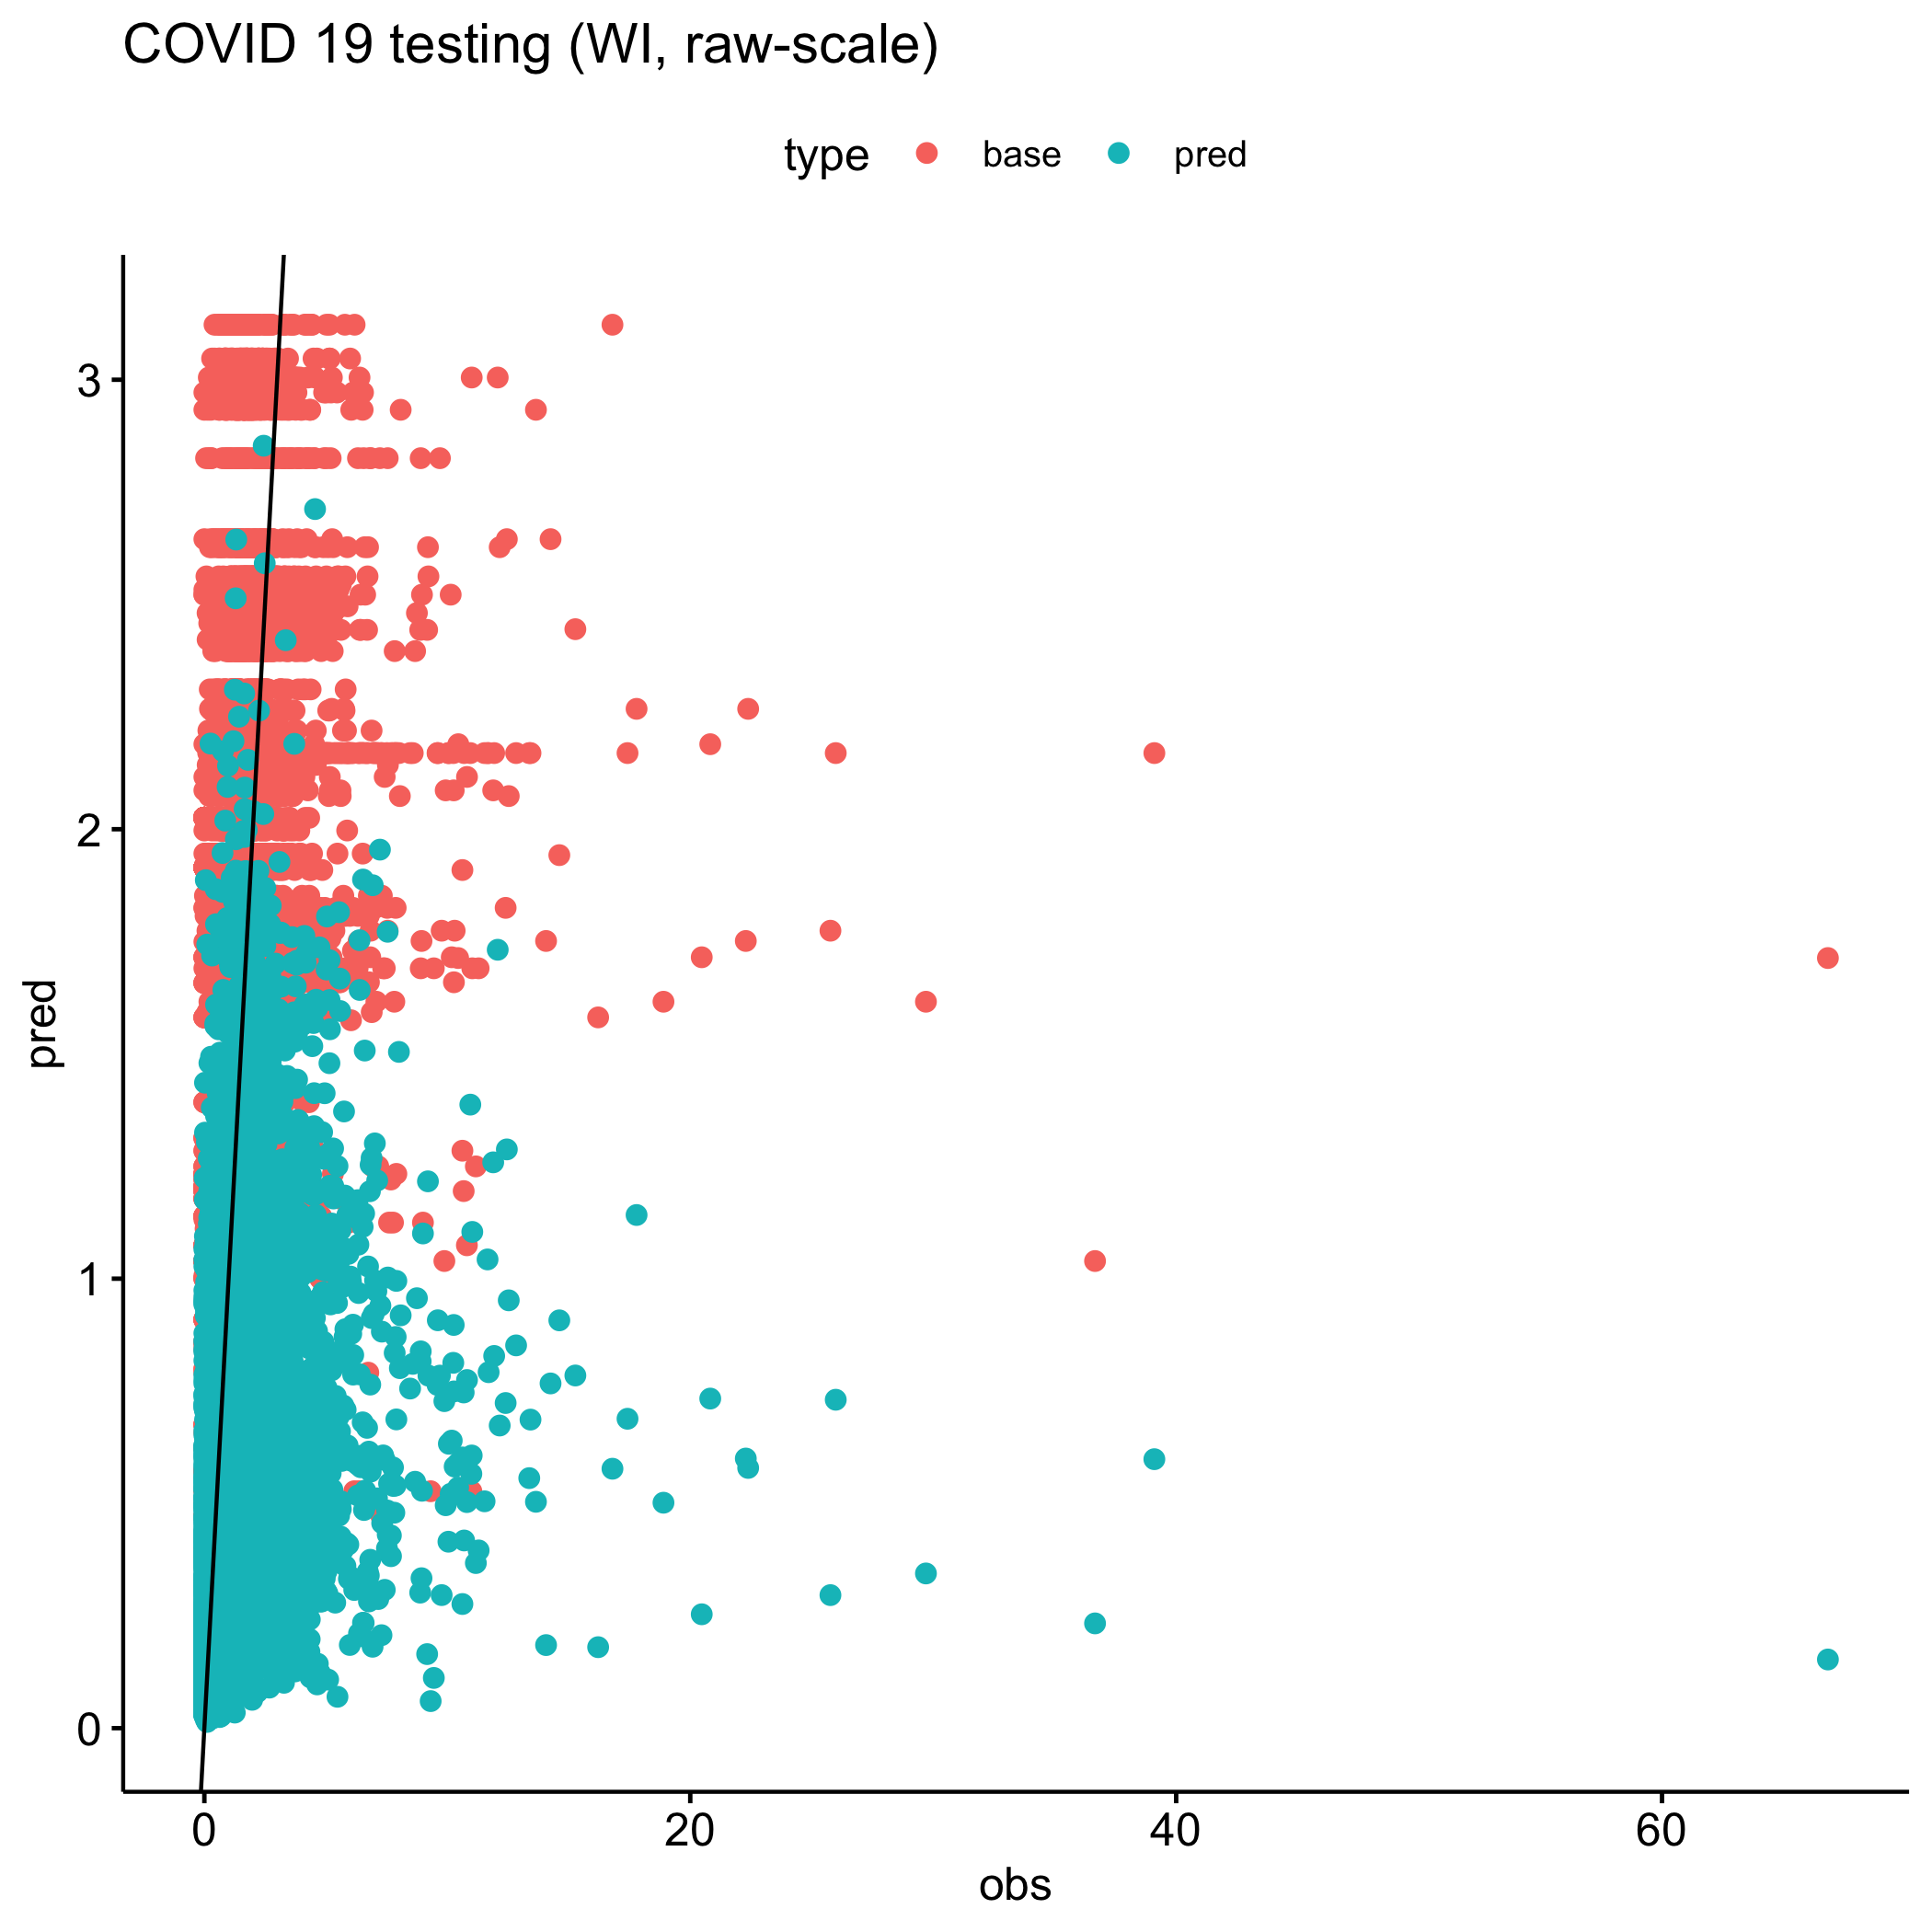 COVID 19 testing (WI, raw-scale)
type base pred
3
2
1
0
pred
0 20 40 60
obs